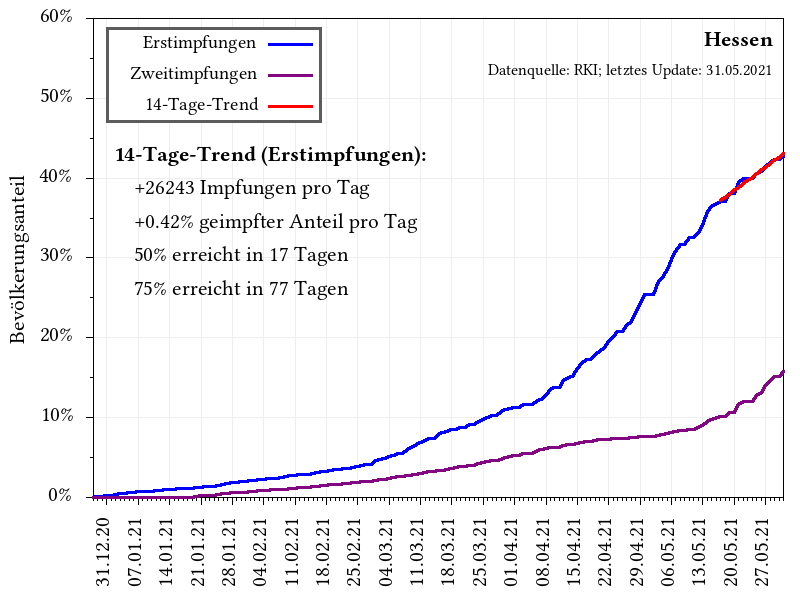 60%
50%
40%
30%
20%
10%
0%
Bevölkerungsanteil
Erstimpfungen
Zweitimpfungen
14-Tage-Trend
Hessen
Datenquelle: RKI; letztes Update: 31.05.2021
14-Tage-Trend (Erstimpfungen):
+26243 Impfungen pro Tag
+0.42% geimpfter Anteil pro Tag
50% erreicht in 17 Tagen
75% erreicht in 77 Tagen
31.12.20
07.01.21
14.01.21
21.01.21
28.01.21
04.02.21
11.02.21
18.02.21
25.02.21
04.03.21
11.03.21
18.03.21
25.03.21
01.04.21
08.04.21
15.04.21
22.04.21
29.04.21
06.05.21
13.05.21
20.05.21
27.05.21